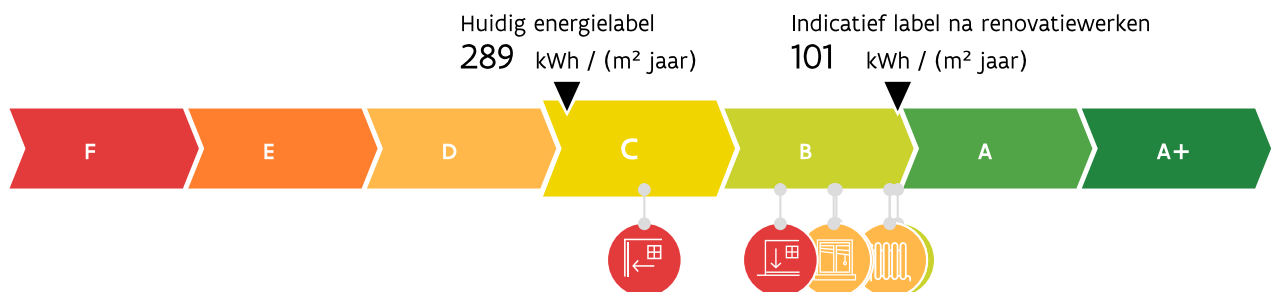 Huidig energielabel
289 kWh / (m² jaar)
Indicatief label na renovatiewerken
101 kWh / (m² jaar)
F E D C B A A+